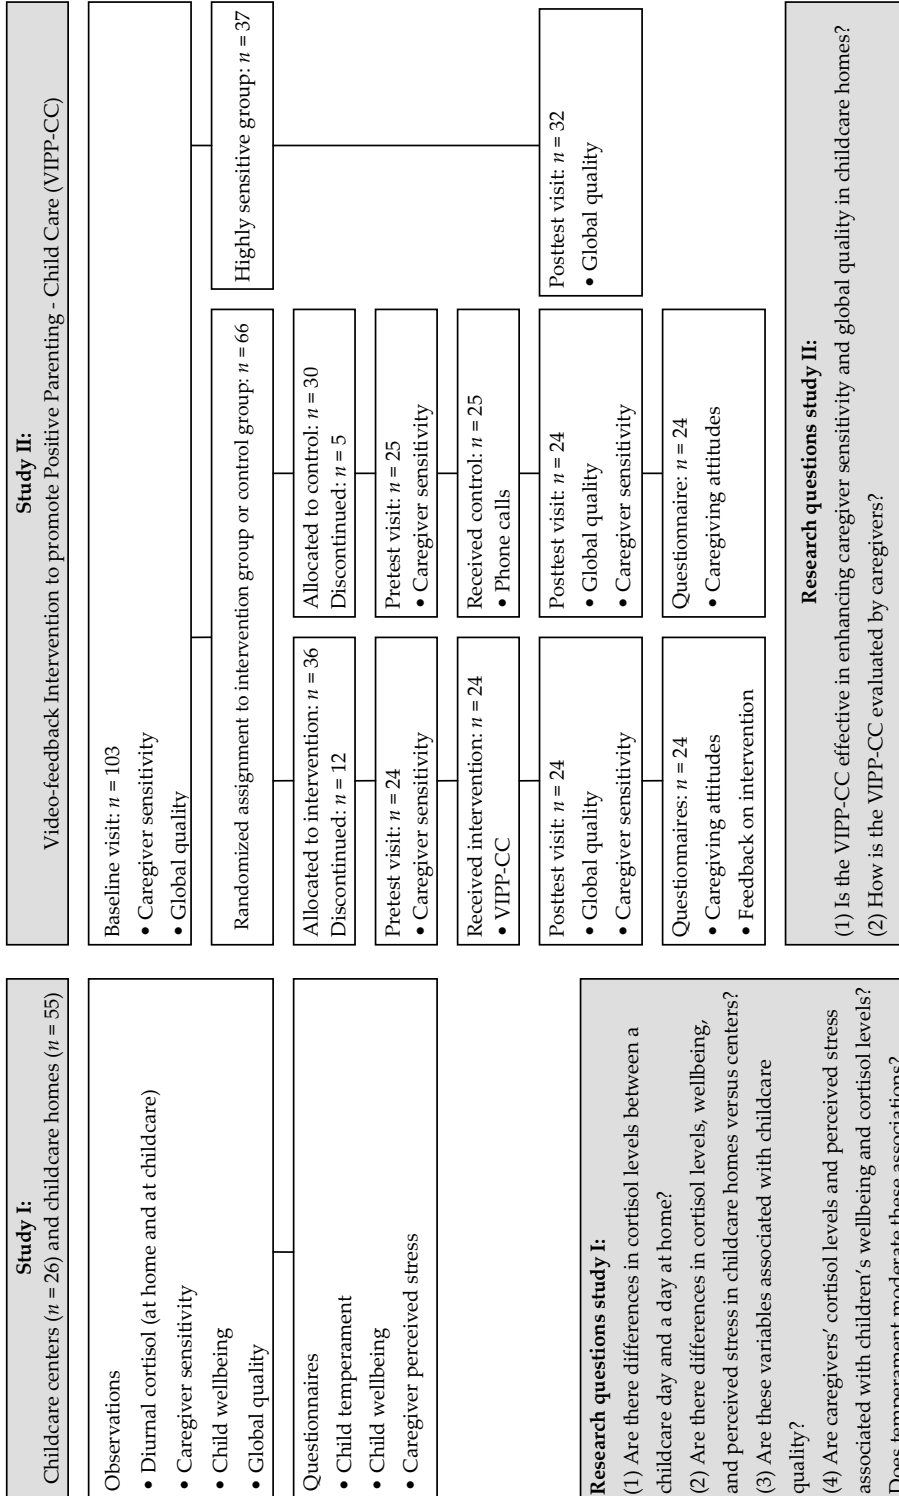 Study I:
Childcare centers (n = 26) and childcare homes (n = 55)
Observations
• Diurnal cortisol (at home and at childcare)
• Caregiver sensitivity
• Child wellbeing
• Global quality
Questionnaires
• Child temperament
• Child wellbeing
• Caregiver perceived stress
Research questions study I:
(1) Are there differences in cortisol levels between a
childcare day and a day at home?
(2) Are there differences in cortisol levels, wellbeing,
and perceived stress in childcare homes versus centers?
(3) Are these variables associated with childcare
quality?
(4) Are caregivers' cortisol levels and perceived stress
associated with children's wellbeing and cortisol levels?
Does temperament moderate these associations?
Study II:
Video-feedback Intervention to promote Positive Parenting - Child Care (VIPP-CC)
Baseline visit: n = 103
• Caregiver sensitivity
• Global quality
Randomized assignment to intervention group or control group: n = 66
Highly sensitive group: n = 37
Allocated to intervention: n = 36
Discontinued: n = 12
Allocated to control: n = 30
Discontinued: n = 5
Pretest visit: n = 24
• Caregiver sensitivity
Pretest visit: n = 25
• Caregiver sensitivity
Received intervention: n = 24
• VIPP-CC
Received control: n = 25
• Phone calls
Posttest visit: n = 24
• Global quality
• Caregiver sensitivity
Posttest visit: n = 24
• Global quality
• Caregiver sensitivity
Posttest visit: n = 32
• Global quality
Questionnaires: n = 24
• Caregiving attitudes
• Feedback on intervention
Questionnaire: n = 24
• Caregiving attitudes
Research questions study II:
(1) Is the VIPP-CC effective in enhancing caregiver sensitivity and global quality in childcare homes?
(2) How is the VIPP-CC evaluated by caregivers?